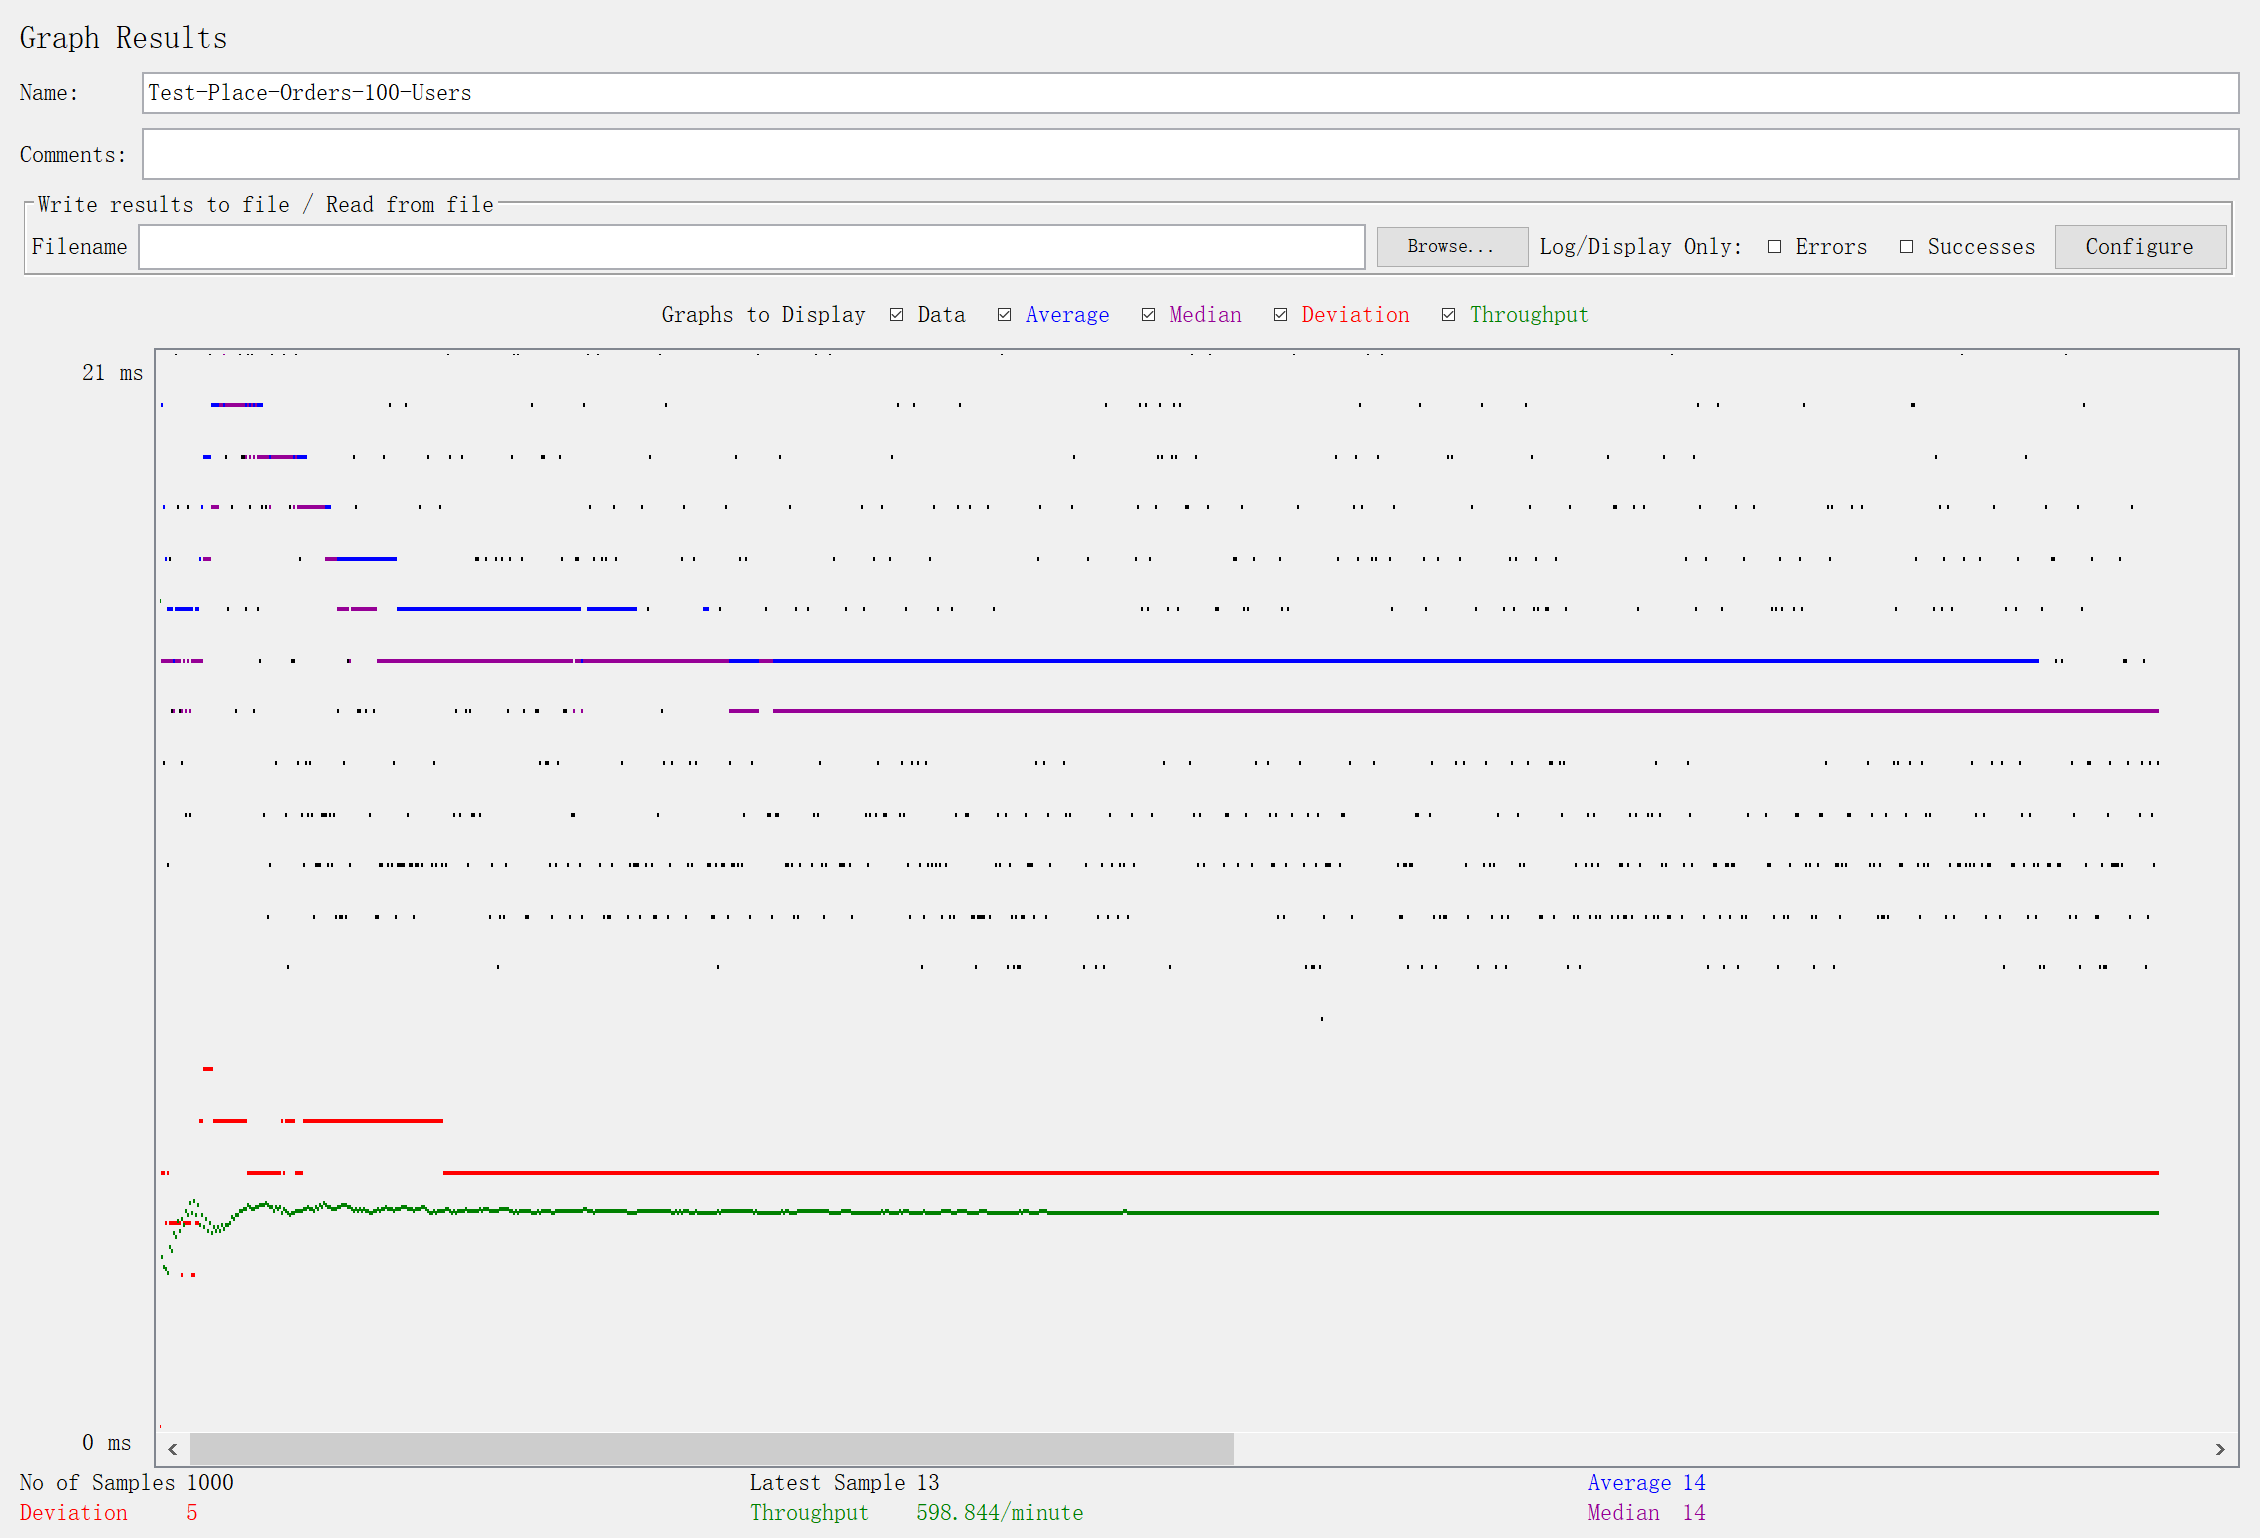 Graph Results
Name: Test-Place-Orders-100-Users
Comments:
Write results to file / Read from file
Filename Browse... Log/Display Only: Errors Successes Configure
Graphs to Display Data Average Median Deviation Throughput
21 ms
0 ms
No of Samples 1000 Latest Sample 13 Average 14
Deviation 5 Throughput 598.844/minute Median 14